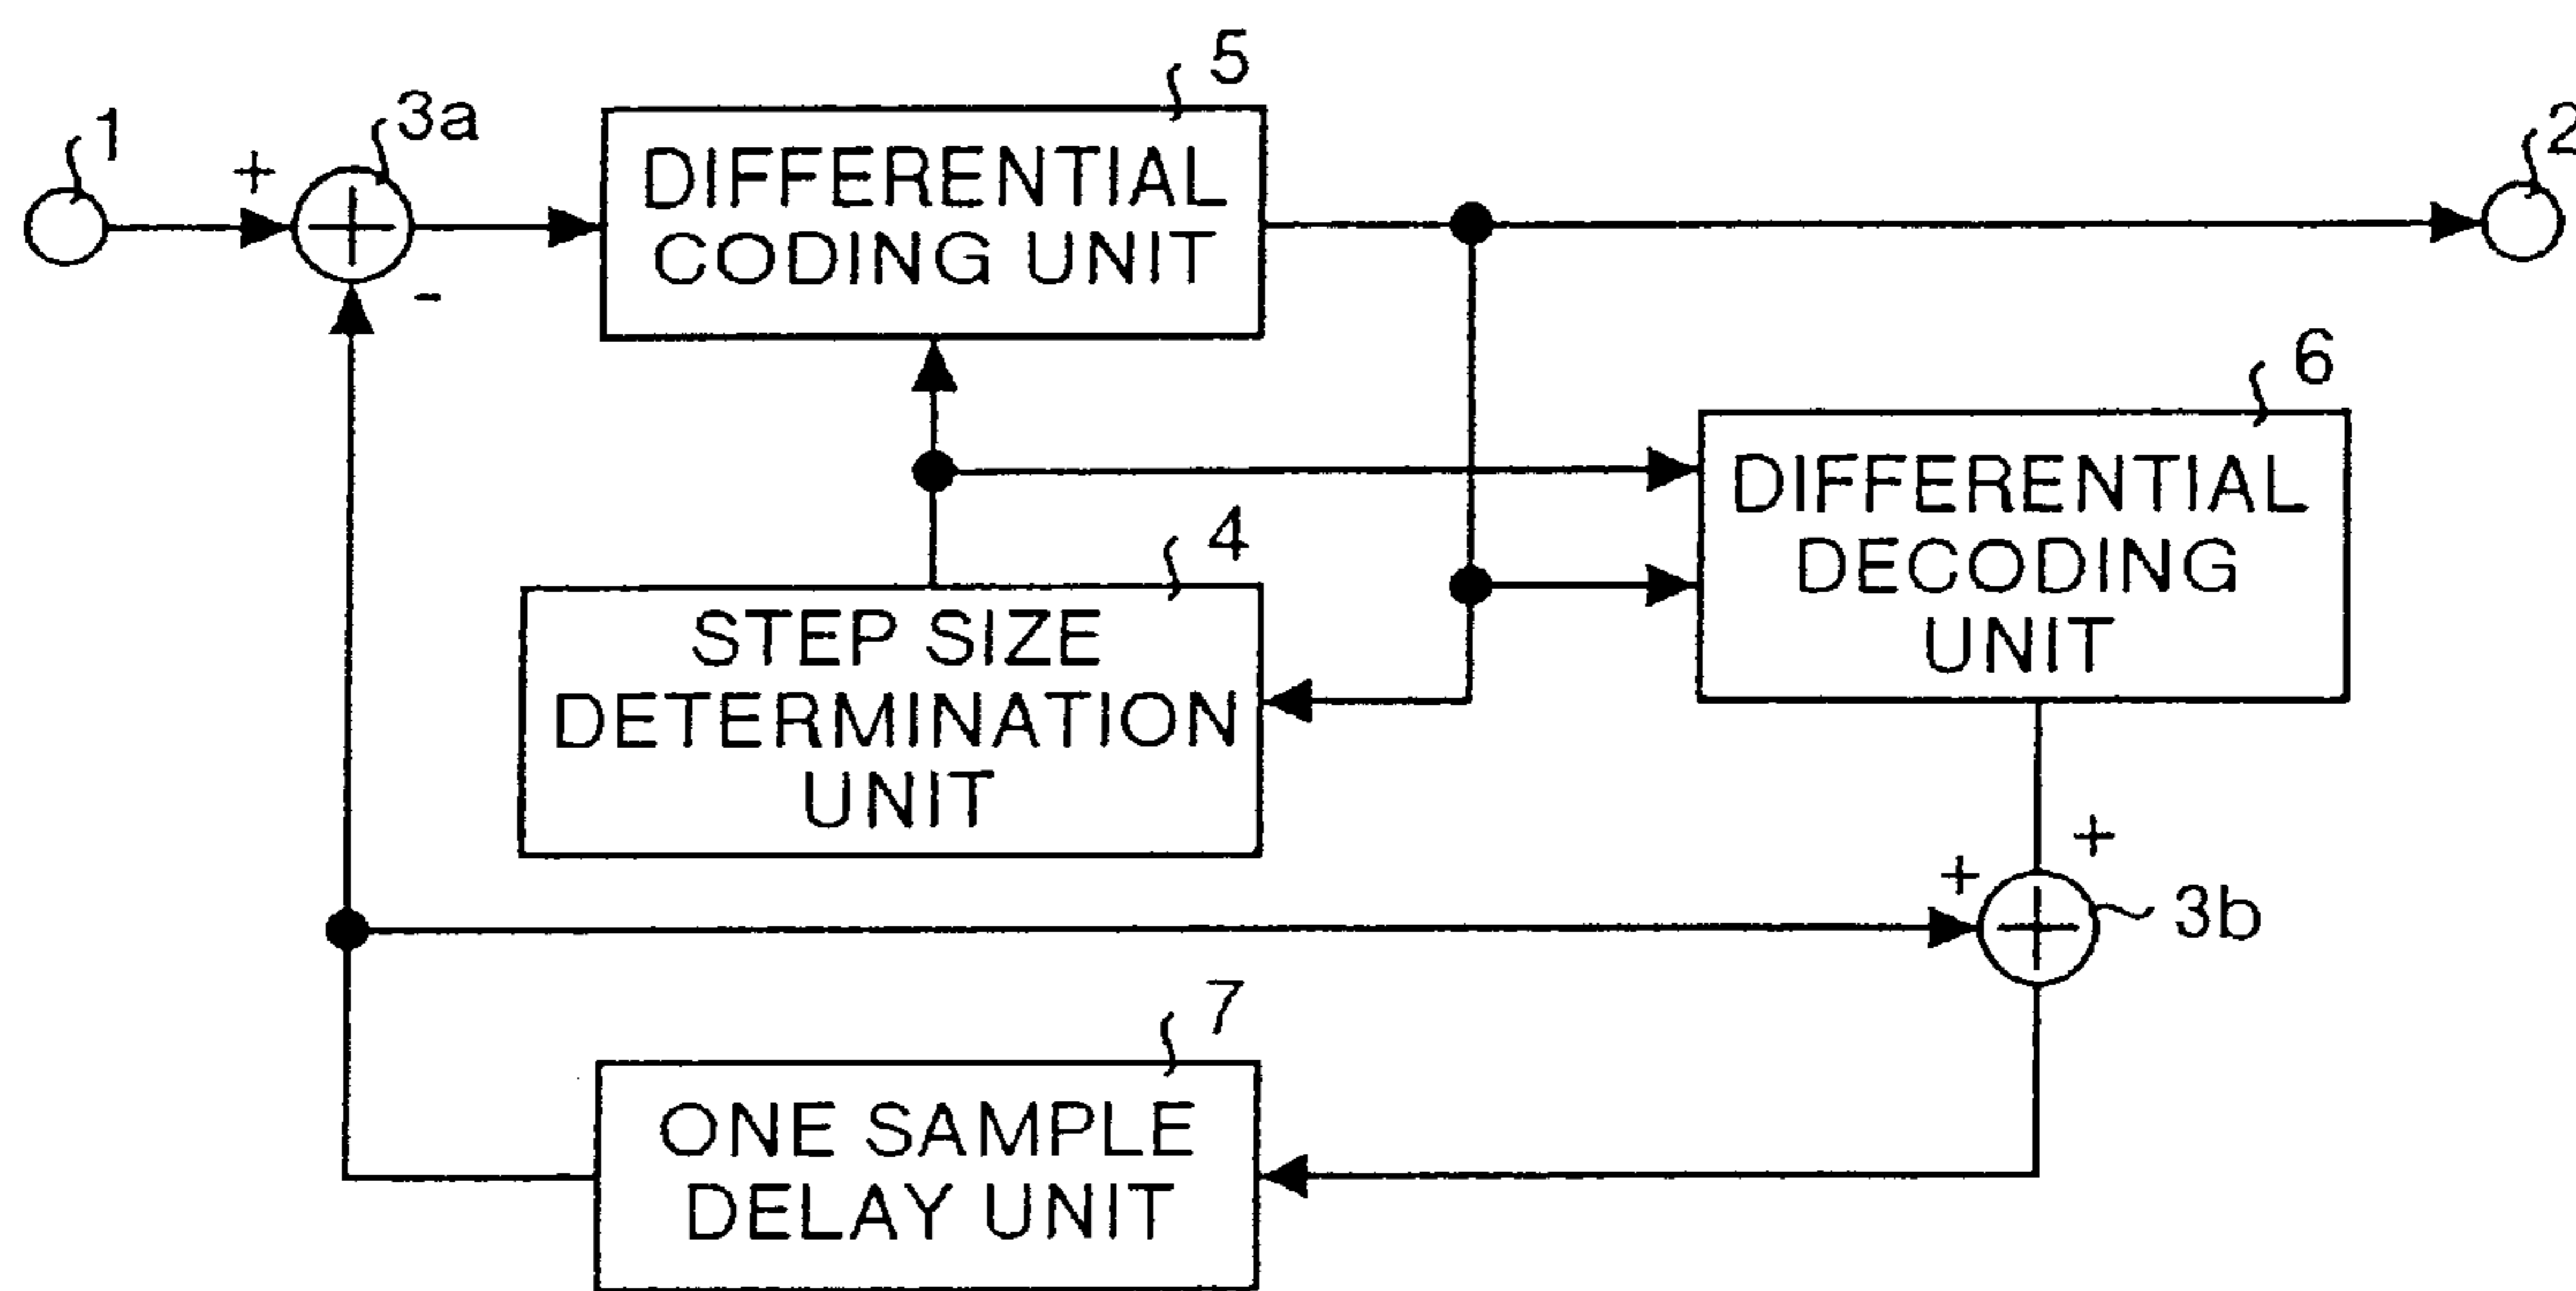 5
3a
1
+
DIFFERENTIAL
CODING UNIT
2
-
6
DIFFERENTIAL
DECODING
UNIT
4
STEP SIZE
DETERMINATION
UNIT
+
+
3b
7
ONE SAMPLE
DELAY UNIT